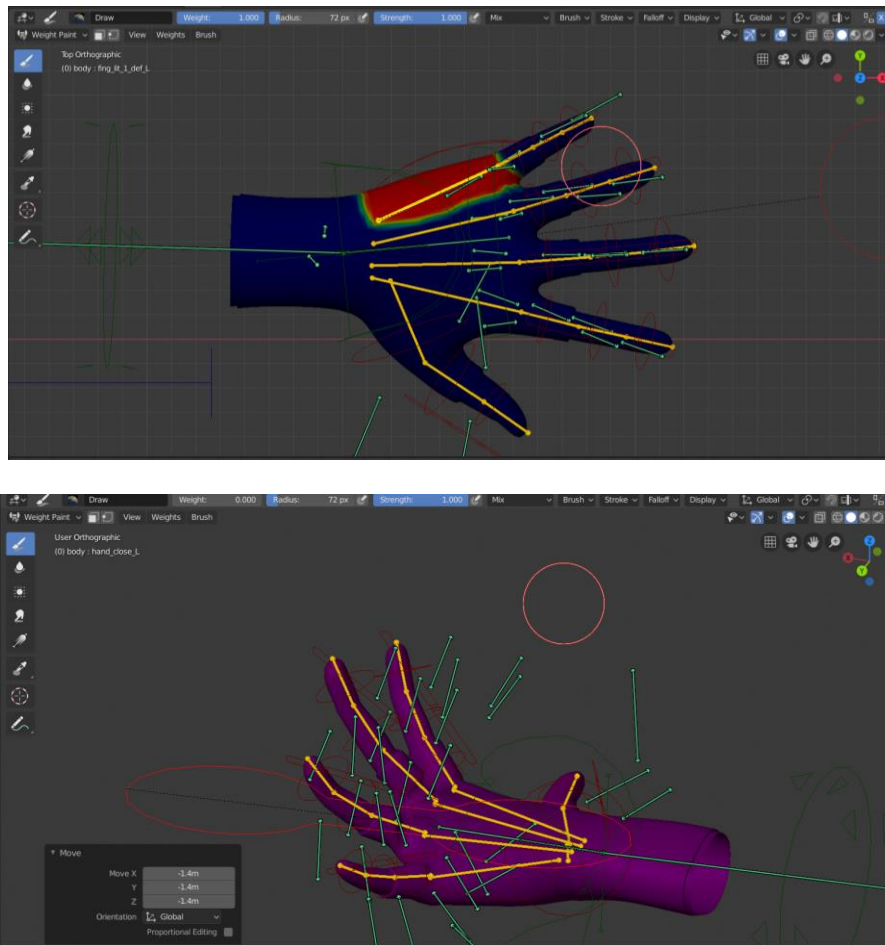 Draw Weight: 1.000 Radius: 72 px Strength: 1.000 Mix Brush Stroke Falloff Display Global
Weight Paint View Weights Brush
Top Orthographic
(0) body : fing_lit_1_def_L
Y
Z
X
Draw Weight: 0.000 Radius: 72 px Strength: 1.000 Mix Brush Stroke Falloff Display Global
Weight Paint View Weights Brush
User Orthographic
(0) body : hand_close_L
Z
X
Y
Move
Move X -1.4m
Y -1.4m
Z -1.4m
Orientation Global
Proportional Editing